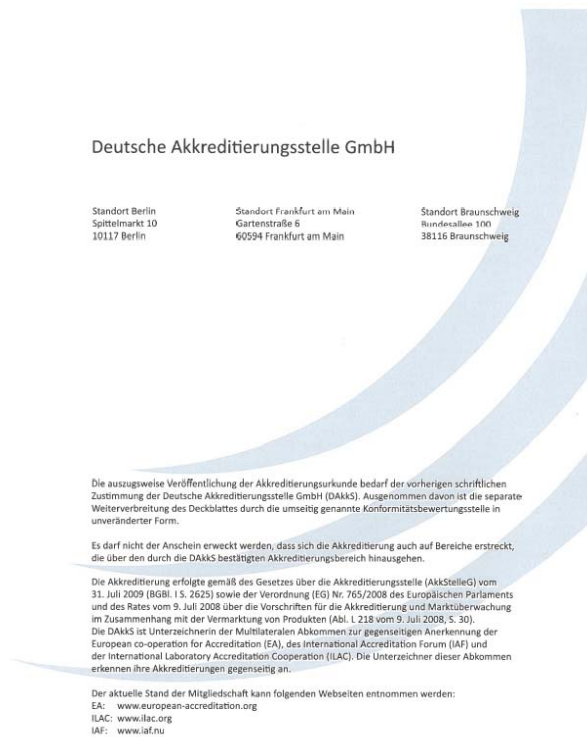 Deutsche Akkreditierungsstelle GmbH
Standort Berlin
Spittelmarkt 10
10117 Berlin
Standort Frankfurt am Main
Gartenstraße 6
60594 Frankfurt am Main
Standort Braunschweig
Bundesallee 100
38116 Braunschweig
Die auszugsweise Veröffentlichung der Akkreditierungsurkunde bedarf der vorherigen schriftlichen
Zustimmung der Deutsche Akkreditierungsstelle GmbH (DAkkS). Ausgenommen davon ist die separate
Weiterverbreitung des Deckblattes durch die umseitig genannte Konformitätsbewertungsstelle in
unveränderter Form.
Es darf nicht der Anschein erweckt werden, dass sich die Akkreditierung auch auf Bereiche erstreckt,
die über den durch die DAkkS bestätigten Akkreditierungsbereich hinausgehen.
Die Akkreditierung erfolgte gemäß des Gesetzes über die Akkreditierungsstelle (AkkStelleG) vom
31. Juli 2009 (BGBl. I S. 2625) sowie der Verordnung (EG) Nr. 765/2008 des Europäischen Parlaments
und des Rates vom 9. Juli 2008 über die Vorschriften für die Akkreditierung und Marktüberwachung
im Zusammenhang mit der Vermarktung von Produkten (Abl. L 218 vom 9. Juli 2008, S. 30).
Die DAkkS ist Unterzeichnerin der Multilateralen Abkommen zur gegenseitigen Anerkennung der
European co-operation for Accreditation (EA), des International Accreditation Forum (IAF) und
der International Laboratory Accreditation Cooperation (ILAC). Die Unterzeichner dieser Abkommen
erkennen ihre Akkreditierungen gegenseitig an.
Der aktuelle Stand der Mitgliedschaft kann folgenden Webseiten entnommen werden:
EA: www.european-accreditation.org
ILAC: www.ilac.org
IAF: www.iaf.nu